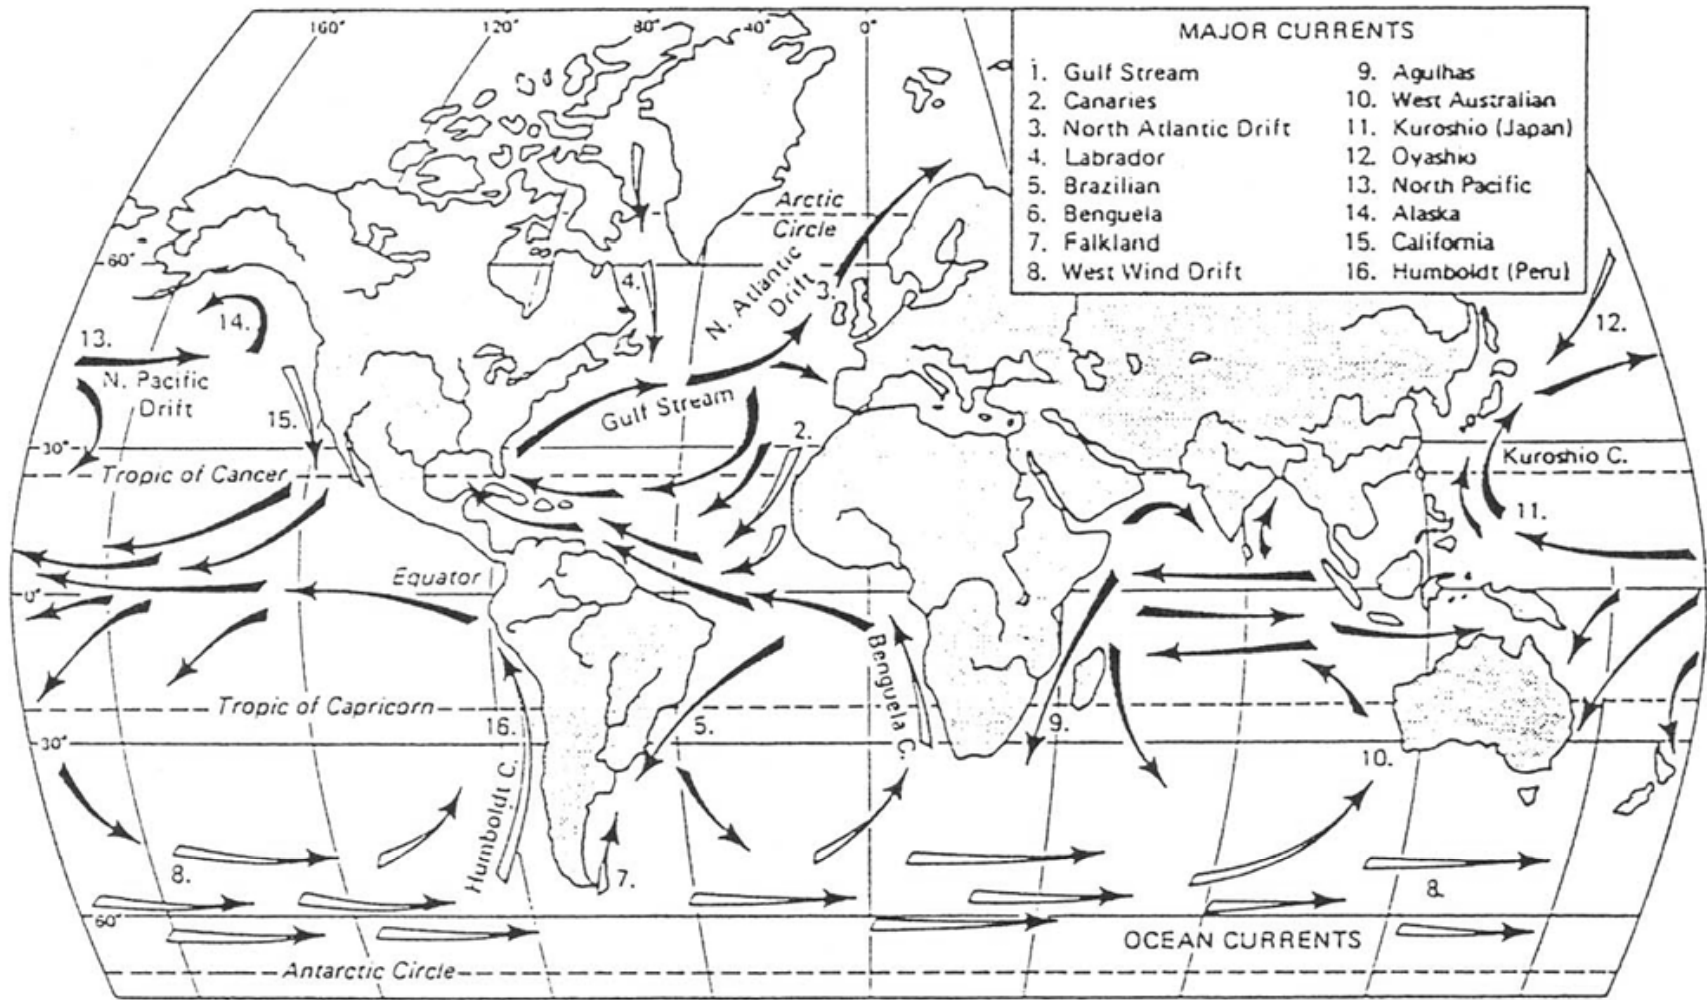 160° 120° 80° 40° 0°
MAJOR CURRENTS
1. Gulf Stream
2. Canaries
3. North Atlantic Drift
4. Labrador
5. Brazilian
6. Benguela
7. Falkland
8. West Wind Drift
9. Agulhas
10. West Australian
11. Kuroshio (Japan)
12. Oyashio
13. North Pacific
14. Alaska
15. California
16. Humboldt (Peru)
Arctic
Circle
60°
4.
N. Atlantic
Drift
3.
14.
12.
13.
N. Pacific
Drift
15.
Gulf Stream
2.
30°
Tropic of Cancer
Kuroshio C.
11.
Equator
0°
Benguela C.
Tropic of Capricorn
16.
5.
9.
30°
10.
Humboldt C.
8.
7.
8.
60°
OCEAN CURRENTS
Antarctic Circle